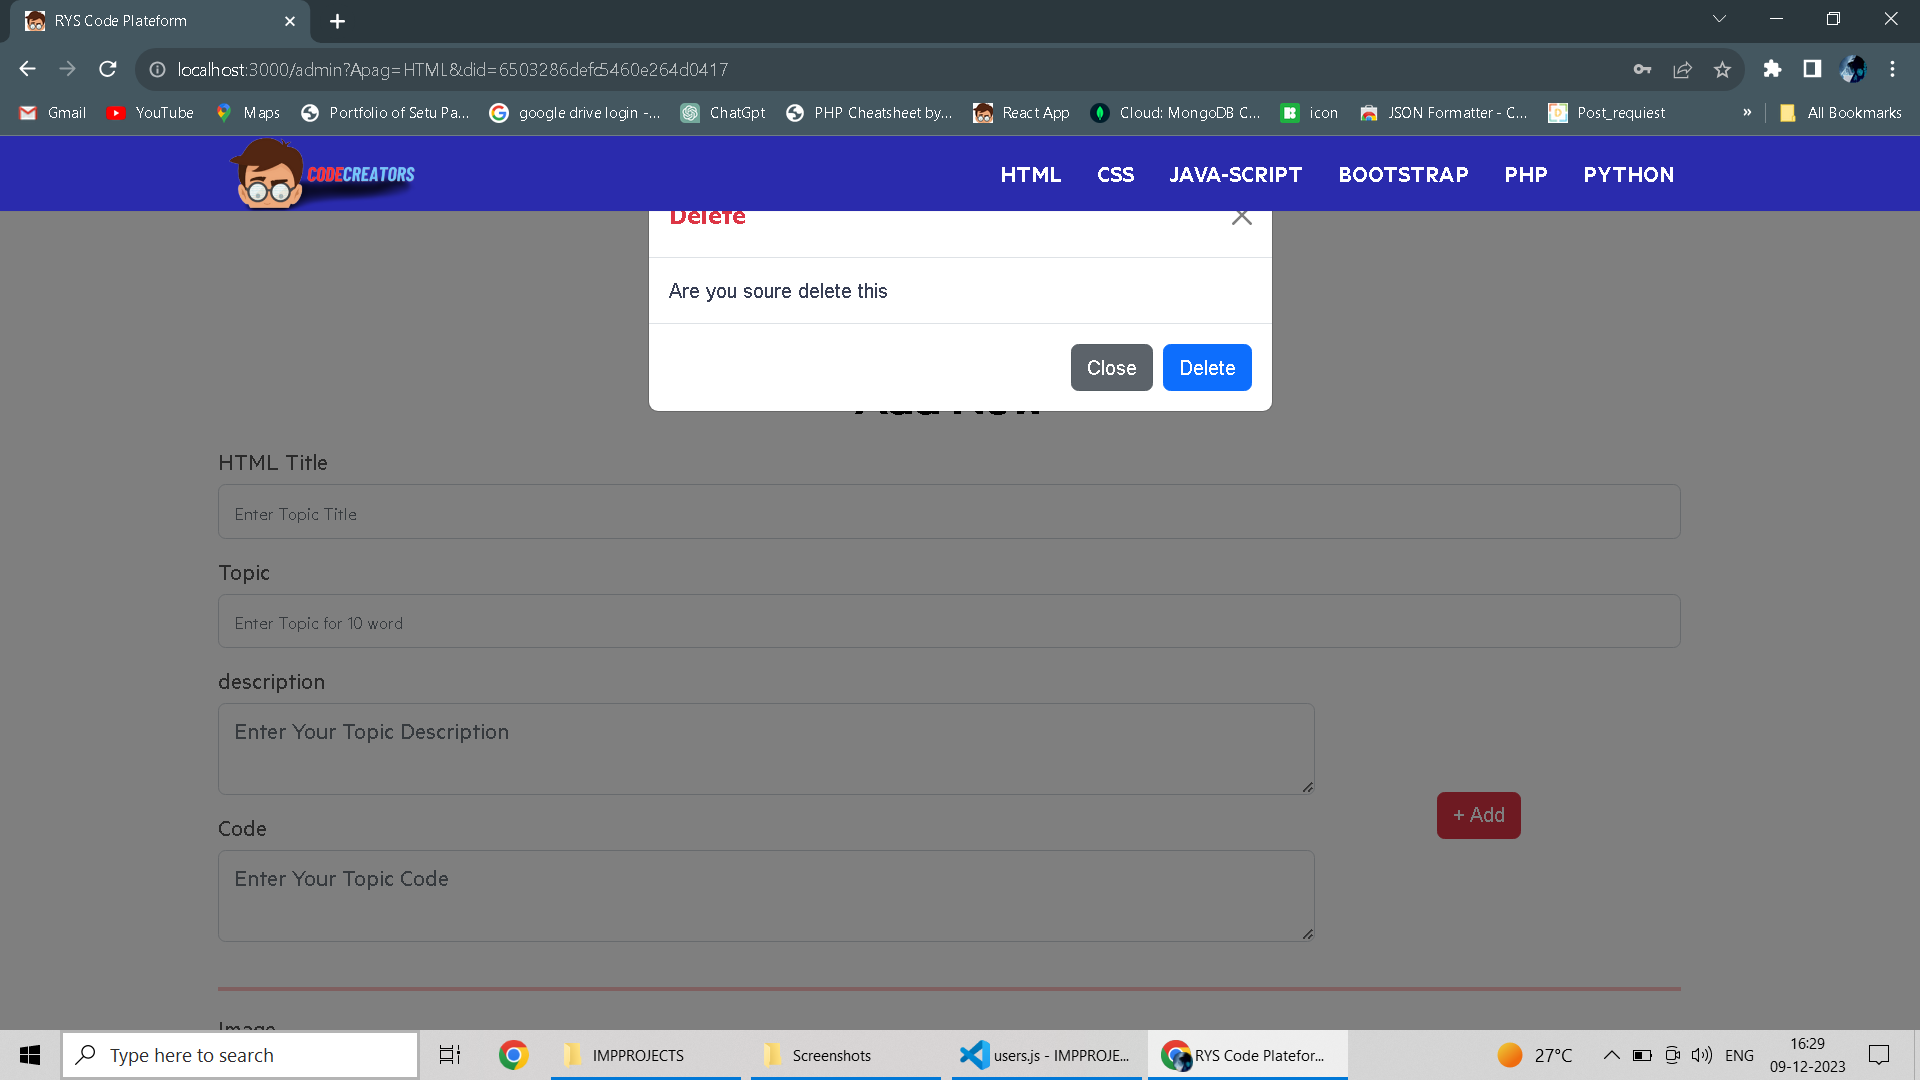 RYS Code Plateform
localhost:3000/admin?Apag=HTML&did=6503286defc5460e264d0417
Gmail YouTube Maps Portfolio of Setu Pa... google drive login -... ChatGpt PHP Cheatsheet by... React App Cloud: MongoDB C... icon JSON Formatter - C... Post_requiest » All Bookmarks
CODECREATORS HTML CSS JAVA-SCRIPT BOOTSTRAP PHP PYTHON
Delete
Are you soure delete this
Close Delete
Add New
HTML Title
Enter Topic Title
Topic
Enter Topic for 10 word
description
Enter Your Topic Description
+ Add
Code
Enter Your Topic Code
Image
Type here to search IMPPROJECTS Screenshots users.js - IMPPROJE... RYS Code Platefor... 27°C ENG 16:29
09-12-2023